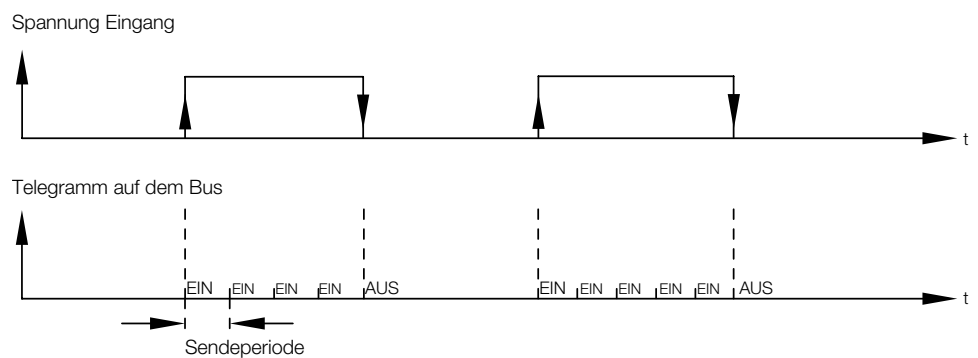 Spannung Eingang
t
Telegramm auf dem Bus
EIN EIN EIN EIN AUS EIN EIN EIN EIN EIN AUS
t
Sendeperiode